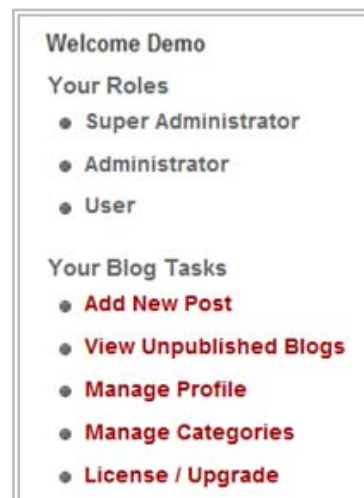 Welcome Demo
Your Roles
Super Administrator
Administrator
User
Your Blog Tasks
Add New Post
View Unpublished Blogs
Manage Profile
Manage Categories
License / Upgrade